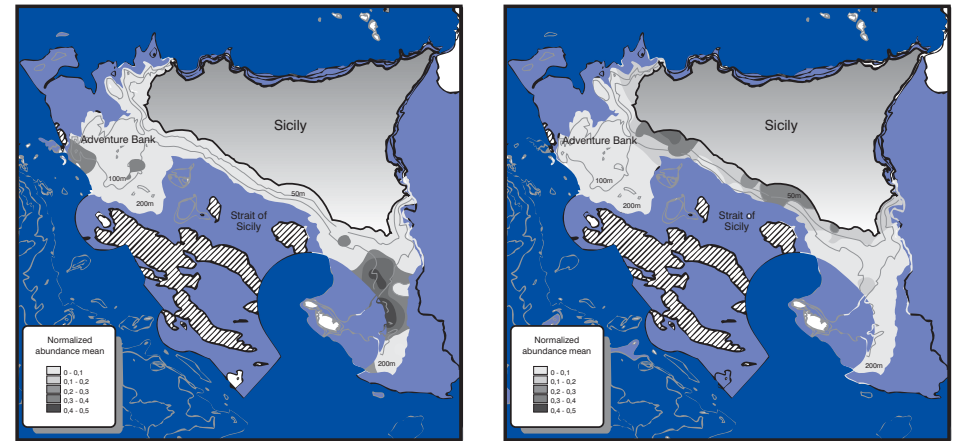 Sicily
Adventure Bank
100m
200m
50m
Strait of
Sicily
200m
Normalized
abundance mean
0 - 0,1
0,1 - 0,2
0,2 - 0,3
0,3 - 0,4
0,4 - 0,5
Sicily
Adventure Bank
100m
200m
50m
Strait of
Sicily
200m
Normalized
abundance mean
0 - 0,1
0,1 - 0,2
0,2 - 0,3
0,3 - 0,4
0,4 - 0,5